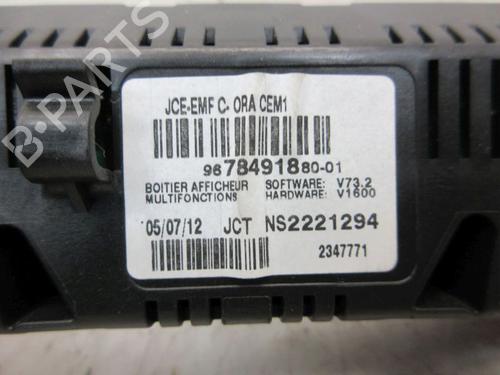 JCE-EMF C- ORA CEM1
96 784918 80-01
BOITIER AFFICHEUR SOFTWARE: V73.2
MULTIFONCTIONS HARDWARE: V1600
05/07/12 JCT NS2221294
2347771
B-PARTS